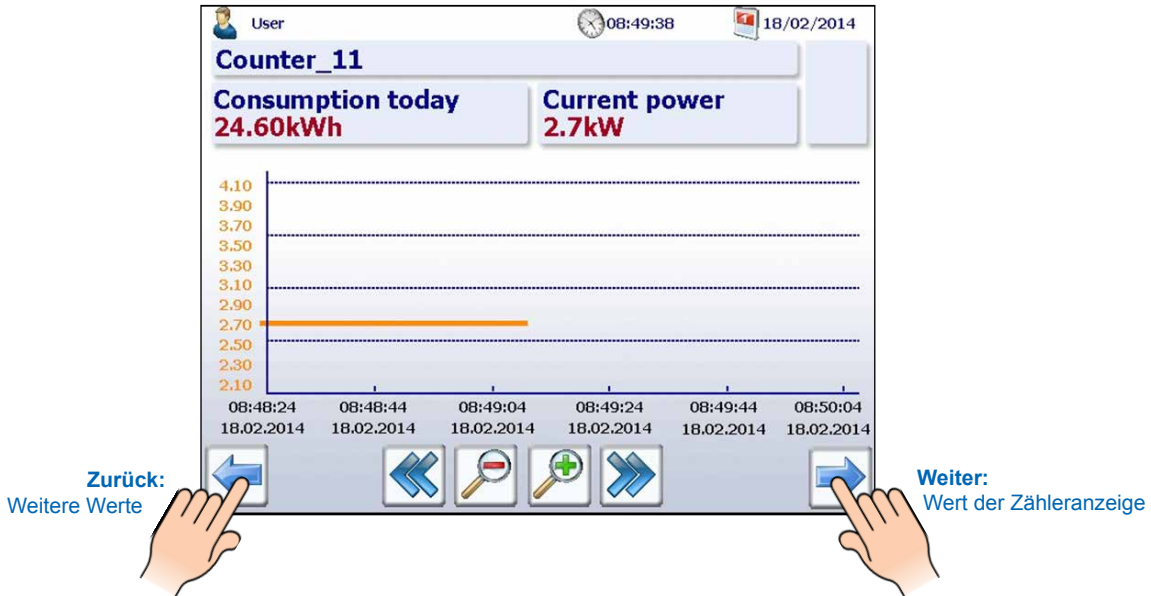 User
08:49:38
18/02/2014
Counter_11
Consumption today
24.60kWh
Current power
2.7kW
4.10
3.90
3.70
3.50
3.30
3.10
2.90
2.70
2.50
2.30
2.10
08:48:24 08:48:44 08:49:04 08:49:24 08:49:44 08:50:04
18.02.2014 18.02.2014 18.02.2014 18.02.2014 18.02.2014 18.02.2014
Zurück:
Weitere Werte
Weiter:
Wert der Zähleranzeige